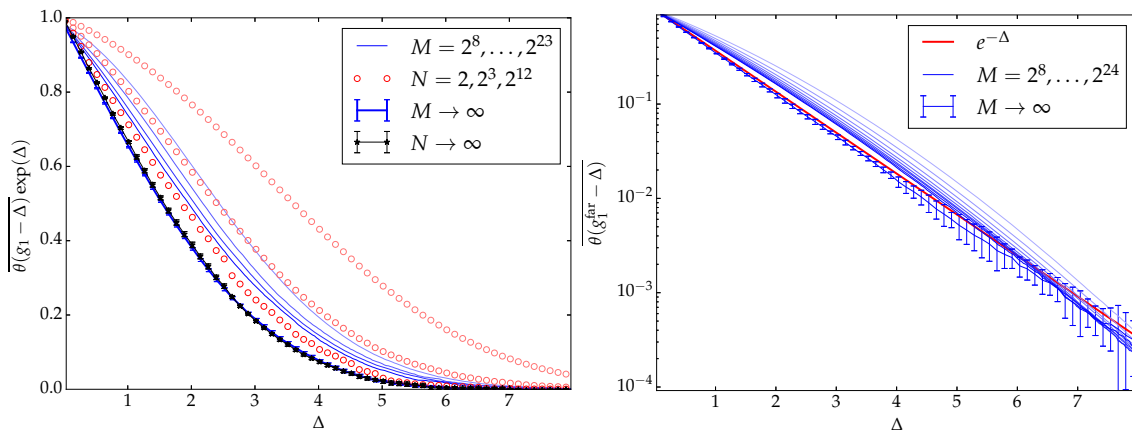 1.0
0.8
0.6
0.4
0.2
0.0
1 2 3 4 5 6 7
Δ
θ(g₁ − Δ) exp(Δ)
M = 2⁸, . . . , 2²³
N = 2, 2³, 2¹²
M → ∞
N → ∞
10⁻¹
10⁻²
10⁻³
10⁻⁴
1 2 3 4 5 6 7
Δ
θ(g₁ᶠᵃʳ − Δ)
e^{−Δ}
M = 2⁸, . . . , 2²⁴
M → ∞